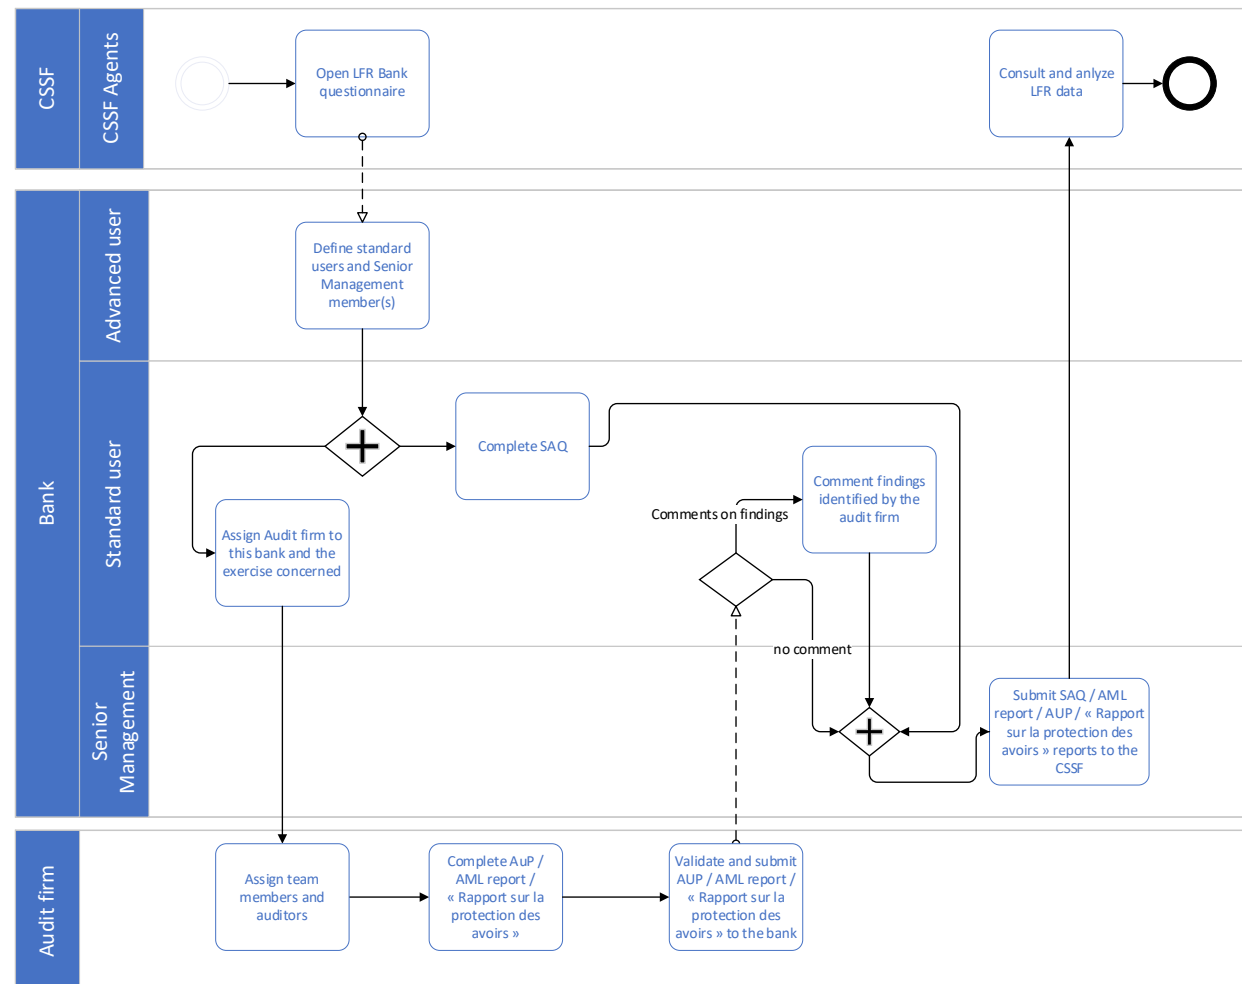 CSSF
CSSF Agents
Open LFR Bank
questionnaire
Consult and anlyze
LFR data
Bank
Advanced user
Define standard
users and Senior
Management
member(s)
Standard user
Complete SAQ
Assign Audit firm to
this bank and the
exercise concerned
Comments on findings
Comment findings
identified by the
audit firm
no comment
Senior
Management
Submit SAQ / AML
report / AUP / « Rapport
sur la protection des
avoirs » reports to the
CSSF
Audit firm
Assign team
members and
auditors
Complete AuP /
AML report /
« Rapport sur la
protection des
avoirs »
Validate and submit
AUP / AML report /
« Rapport sur la
protection des
avoirs » to the bank